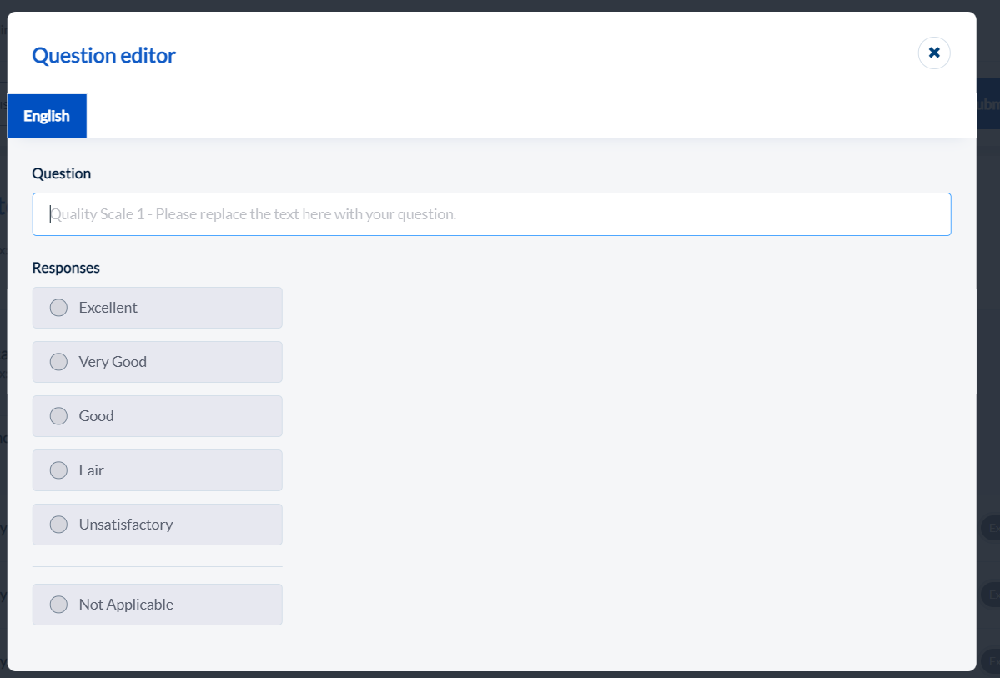 Question editor
English
Question
Quality Scale 1 - Please replace the text here with your question.
Responses
Excellent
Very Good
Good
Fair
Unsatisfactory
Not Applicable